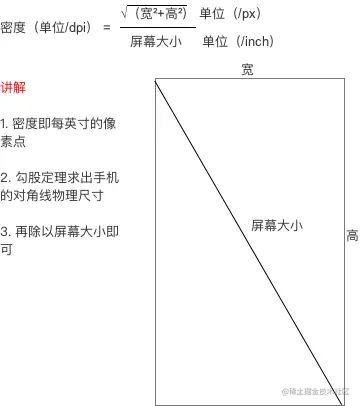 √（宽²+高²） 单位（/px）
密度（单位/dpi） =
屏幕大小 单位（/inch）
宽
讲解
1. 密度即每英寸的像
素点
2. 勾股定理求出手机
的对角线物理尺寸
3. 再除以屏幕大小即
可
屏幕大小
高
@稀土掘金技术社区